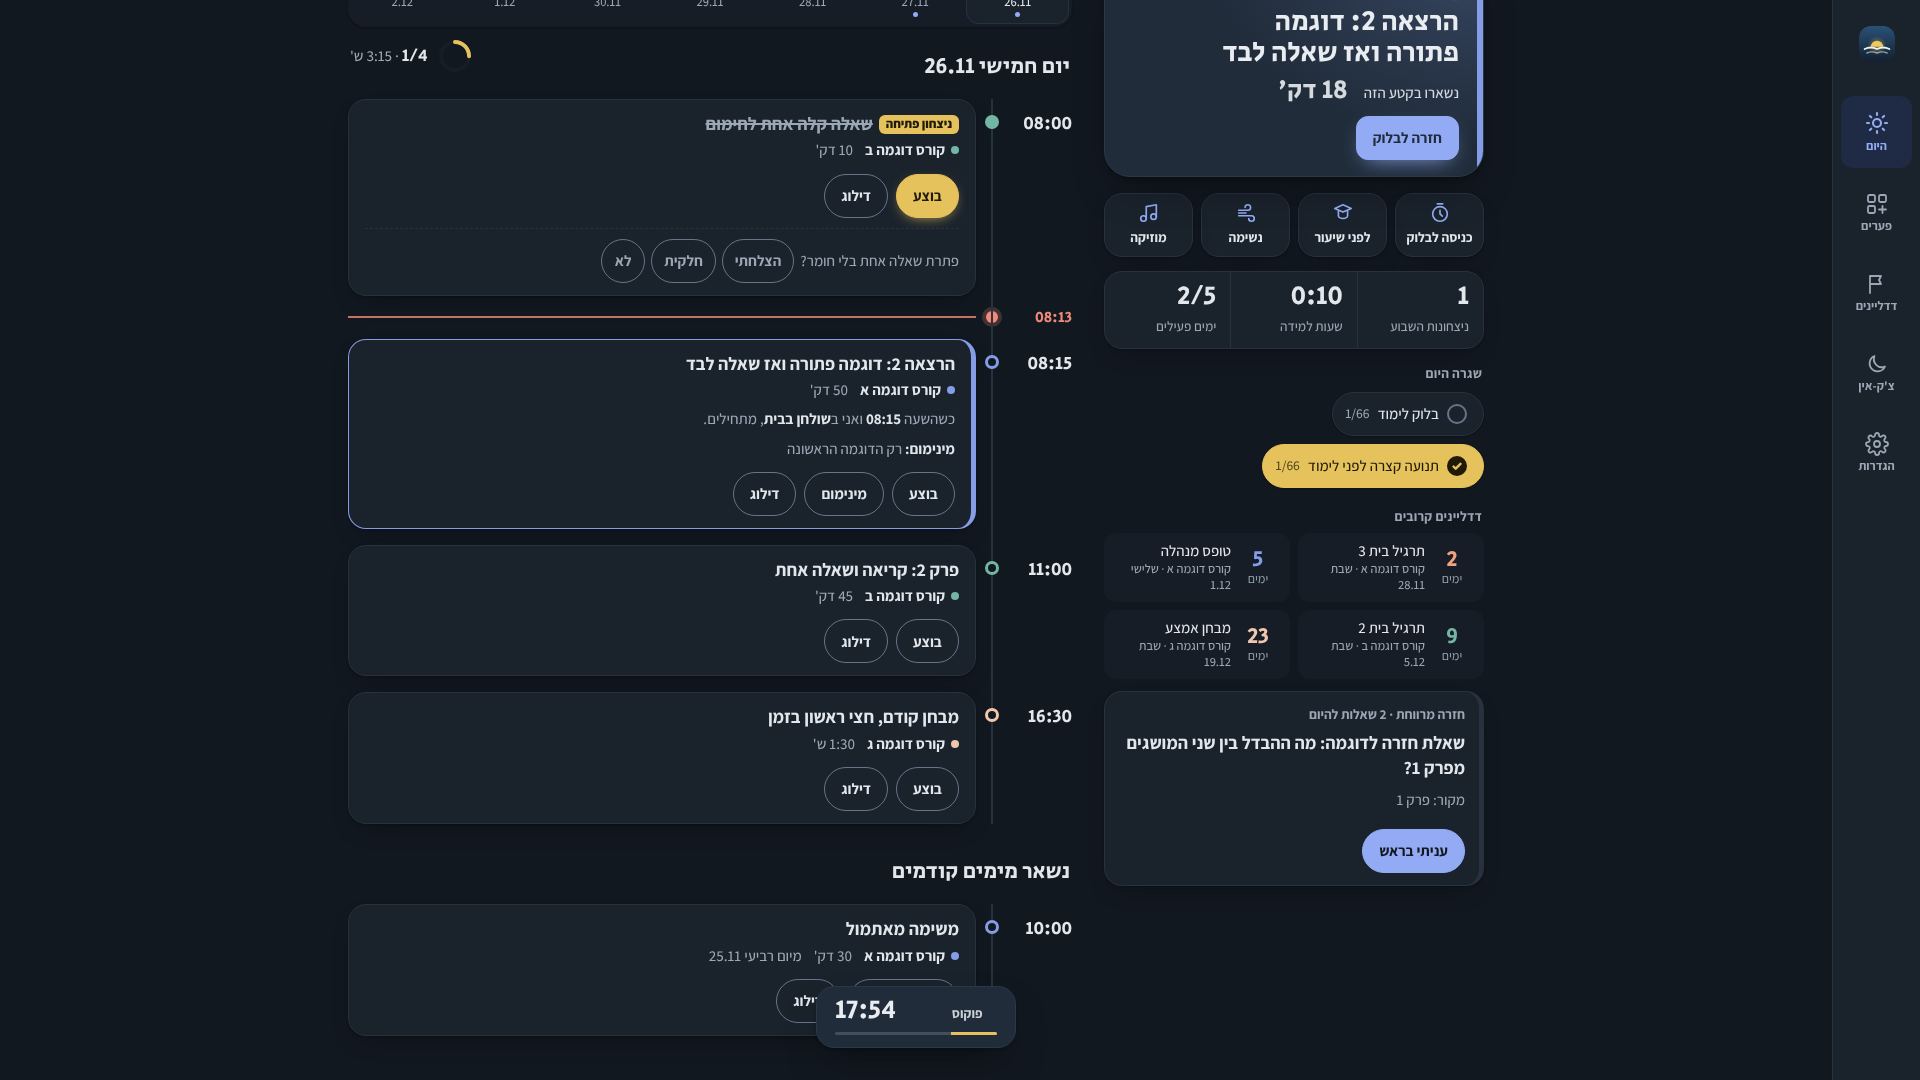 היום
פערים
דדליינים
צ'ק-אין
הגדרות
הרצאה 2: דוגמה
פתורה ואז שאלה לבד
נשארו בקטע הזה 18 דק׳
חזרה לבלוק
כניסה לבלוק
לפני שיעור
נשימה
מוזיקה
1
ניצחונות השבוע
0:10
שעות למידה
2/5
ימים פעילים
שגרה היום
בלוק לימוד 1/66
תנועה קצרה לפני לימוד 1/66
דדליינים קרובים
2 ימים
תרגיל בית 3
קורס דוגמה א · שבת
28.11
5 ימים
טופס מנהלה
קורס דוגמה א · שלישי
1.12
9 ימים
תרגיל בית 2
קורס דוגמה ב · שבת
5.12
23 ימים
מבחן אמצע
קורס דוגמה ג · שבת
19.12
חזרה מרווחת · 2 שאלות להיום
שאלת חזרה לדוגמה: מה ההבדל בין שני המושגים
מפרק 1?
מקור: פרק 1
עניתי בראש
26.11
27.11
28.11
29.11
30.11
1.12
2.12
יום חמישי 26.11
1/4 · 3:15 ש'
08:00
ניצחון פתיחה שאלה קלה אחת לחימום
קורס דוגמה ב 10 דק'
בוצע
דילוג
פתרת שאלה אחת בלי חומר? הצלחתי חלקית לא
08:13
08:15
הרצאה 2: דוגמה פתורה ואז שאלה לבד
קורס דוגמה א 50 דק'
כשהשעה 08:15 ואני בשולחן בבית, מתחילים.
מינימום: רק הדוגמה הראשונה
בוצע
מינימום
דילוג
11:00
פרק 2: קריאה ושאלה אחת
קורס דוגמה ב 45 דק'
בוצע
דילוג
16:30
מבחן קודם, חצי ראשון בזמן
קורס דוגמה ג 1:30 ש'
בוצע
דילוג
נשאר מימים קודמים
10:00
משימה מאתמול
קורס דוגמה א 30 דק' מיום רביעי 25.11
פוקוס 17:54